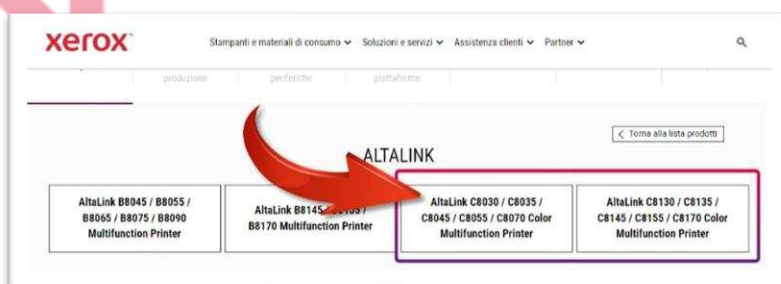 xerox™
Stampanti e materiali di consumo
Soluzioni e servizi
Assistenza clienti
Partner
produzione
periferiche
piattaforme
Torna alla lista prodotti
ALTALINK
AltaLink B8045 / B8055 /
B8065 / B8075 / B8090
Multifunction Printer
AltaLink B8145
B8170 Multifunction Printer
AltaLink C8030 / C8035 /
C8045 / C8055 / C8070 Color
Multifunction Printer
AltaLink C8130 / C8135 /
C8145 / C8155 / C8170 Color
Multifunction Printer